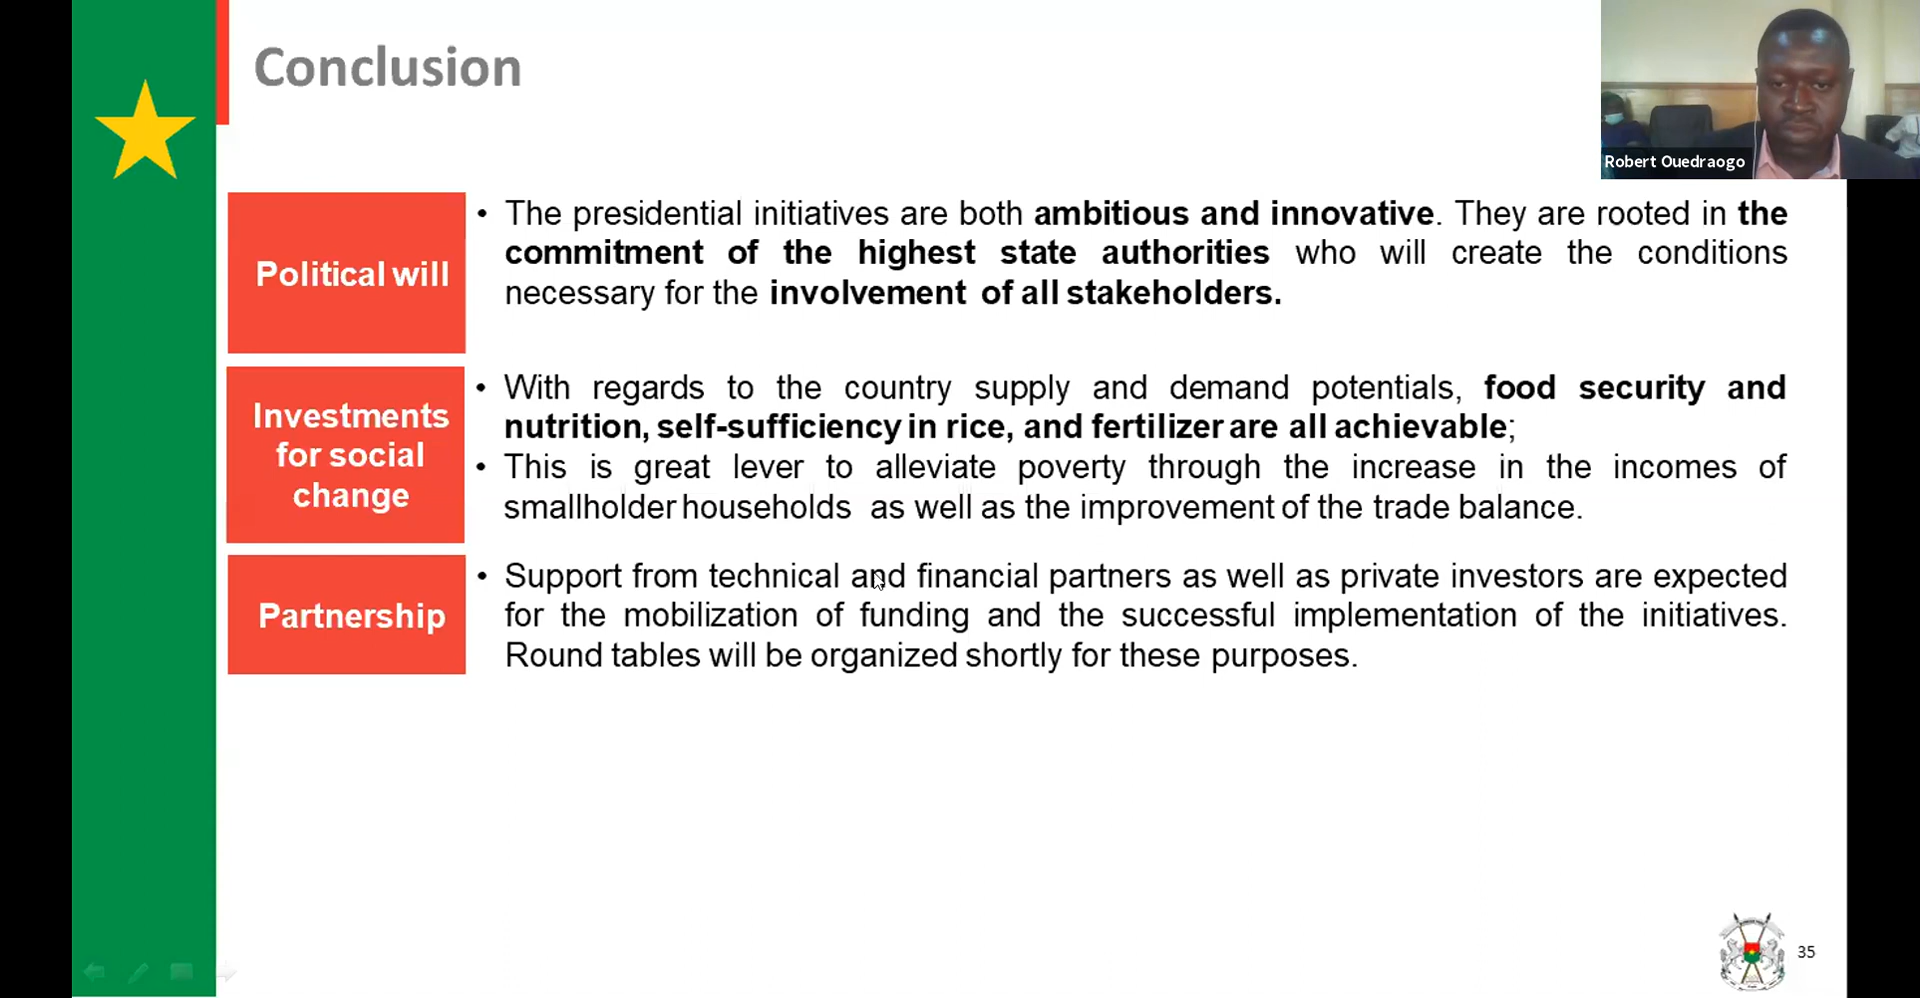 Conclusion
Robert Ouedraogo
Political will
• The presidential initiatives are both ambitious and innovative. They are rooted in the
commitment of the highest state authorities who will create the conditions
necessary for the involvement of all stakeholders.
Investments
for social
change
• With regards to the country supply and demand potentials, food security and
nutrition, self-sufficiency in rice, and fertilizer are all achievable;
• This is great lever to alleviate poverty through the increase in the incomes of
smallholder households as well as the improvement of the trade balance.
Partnership
• Support from technical and financial partners as well as private investors are expected
for the mobilization of funding and the successful implementation of the initiatives.
Round tables will be organized shortly for these purposes.
35